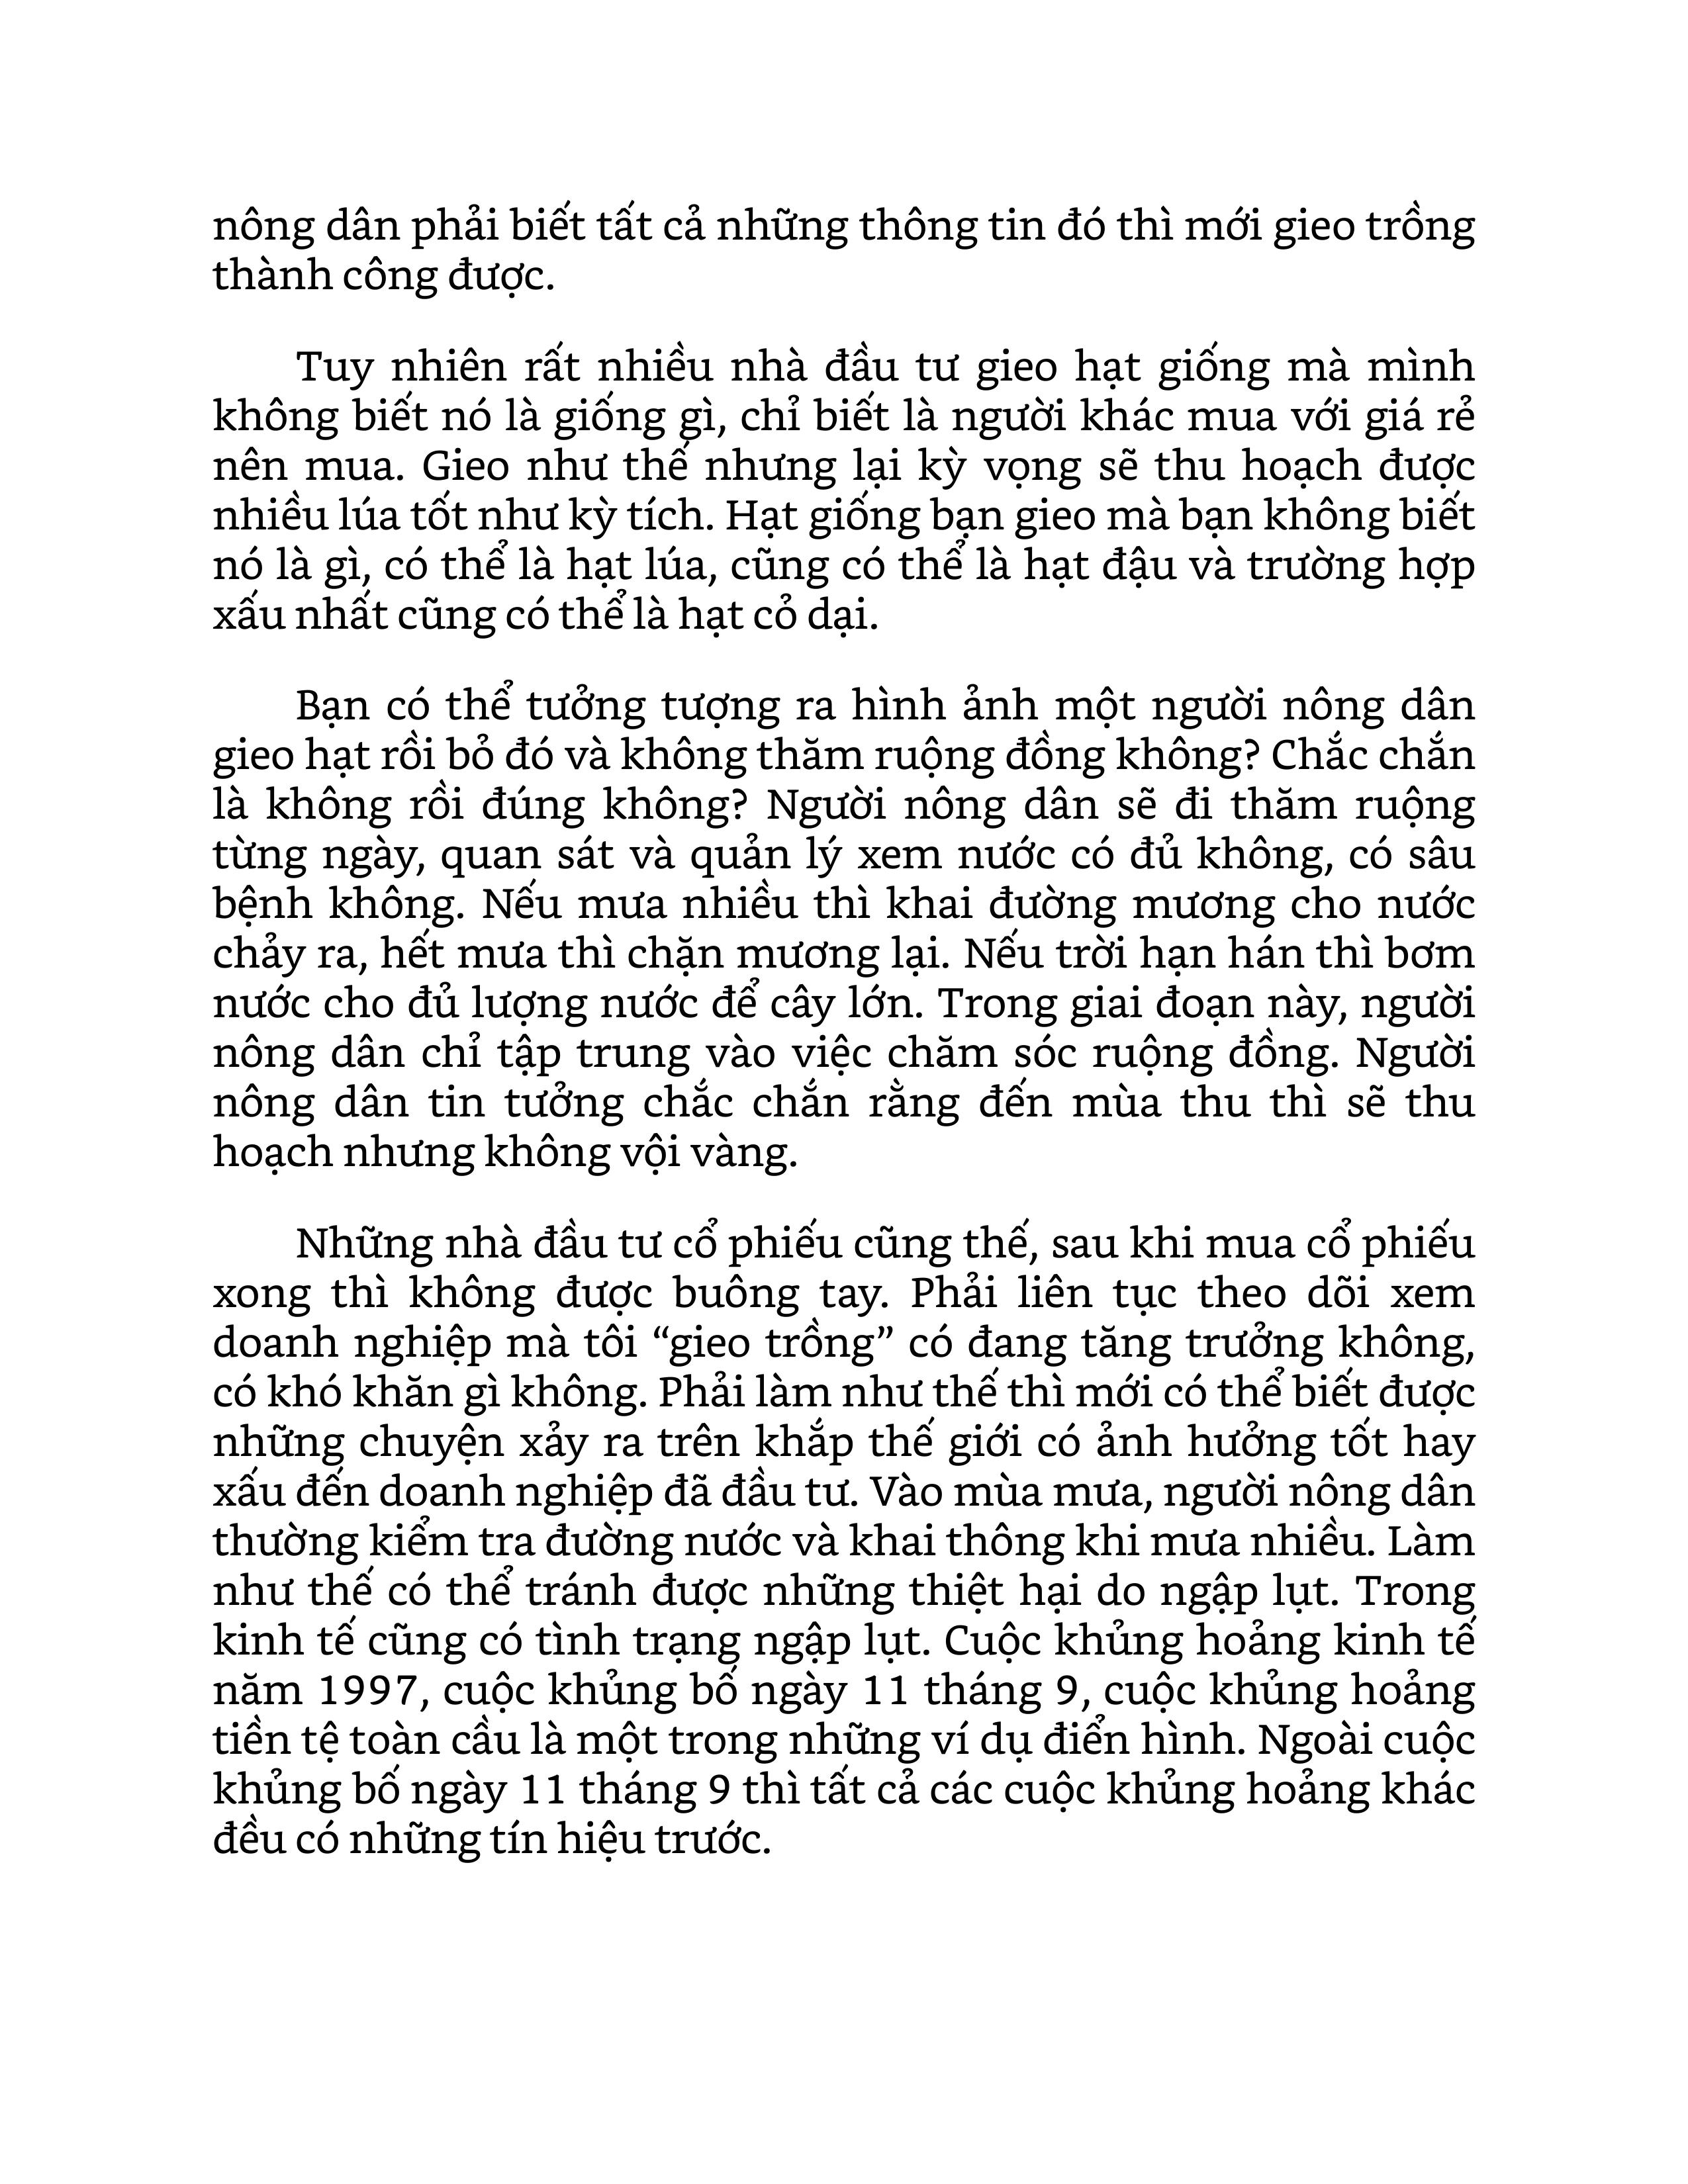 nông dân phải biết tất cả những thông tin đó thì mới gieo trồng
thành công được.
Tuy nhiên rất nhiều nhà đầu tư gieo hạt giống mà mình
không biết nó là giống gì, chỉ biết là người khác mua với giá rẻ
nên mua. Gieo như thế nhưng lại kỳ vọng sẽ thu hoạch được
nhiều lúa tốt như kỳ tích. Hạt giống bạn gieo mà bạn không biết
nó là gì, có thể là hạt lúa, cũng có thể là hạt đậu và trường hợp
xấu nhất cũng có thể là hạt cỏ dại.
Bạn có thể tưởng tượng ra hình ảnh một người nông dân
gieo hạt rồi bỏ đó và không thăm ruộng đồng không? Chắc chắn
là không rồi đúng không? Người nông dân sẽ đi thăm ruộng
từng ngày, quan sát và quản lý xem nước có đủ không, có sâu
bệnh không. Nếu mưa nhiều thì khai đường mương cho nước
chảy ra, hết mưa thì chặn mương lại. Nếu trời hạn hán thì bơm
nước cho đủ lượng nước để cây lớn. Trong giai đoạn này, người
nông dân chỉ tập trung vào việc chăm sóc ruộng đồng. Người
nông dân tin tưởng chắc chắn rằng đến mùa thu thì sẽ thu
hoạch nhưng không vội vàng.
Những nhà đầu tư cổ phiếu cũng thế, sau khi mua cổ phiếu
xong thì không được buông tay. Phải liên tục theo dõi xem
doanh nghiệp mà tôi “gieo trồng” có đang tăng trưởng không,
có khó khăn gì không. Phải làm như thế thì mới có thể biết được
những chuyện xảy ra trên khắp thế giới có ảnh hưởng tốt hay
xấu đến doanh nghiệp đã đầu tư. Vào mùa mưa, người nông dân
thường kiểm tra đường nước và khai thông khi mưa nhiều. Làm
như thế có thể tránh được những thiệt hại do ngập lụt. Trong
kinh tế cũng có tình trạng ngập lụt. Cuộc khủng hoảng kinh tế
năm 1997, cuộc khủng bố ngày 11 tháng 9, cuộc khủng hoảng
tiền tệ toàn cầu là một trong những ví dụ điển hình. Ngoài cuộc
khủng bố ngày 11 tháng 9 thì tất cả các cuộc khủng hoảng khác
đều có những tín hiệu trước.